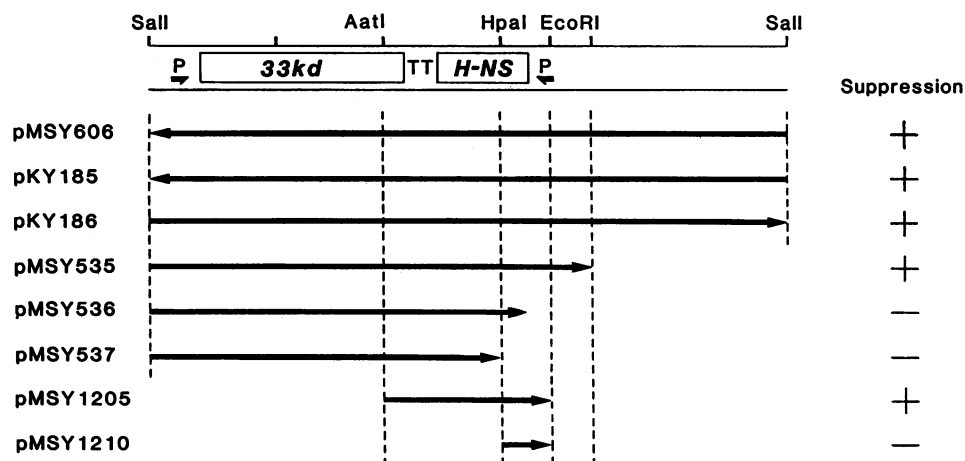 SalI AatI HpaI EcoRI SalI
P 33kd TT H-NS P
Suppression
pMSY606 +
pKY185 +
pKY186 +
pMSY535 +
pMSY536 −
pMSY537 −
pMSY1205 +
pMSY1210 −